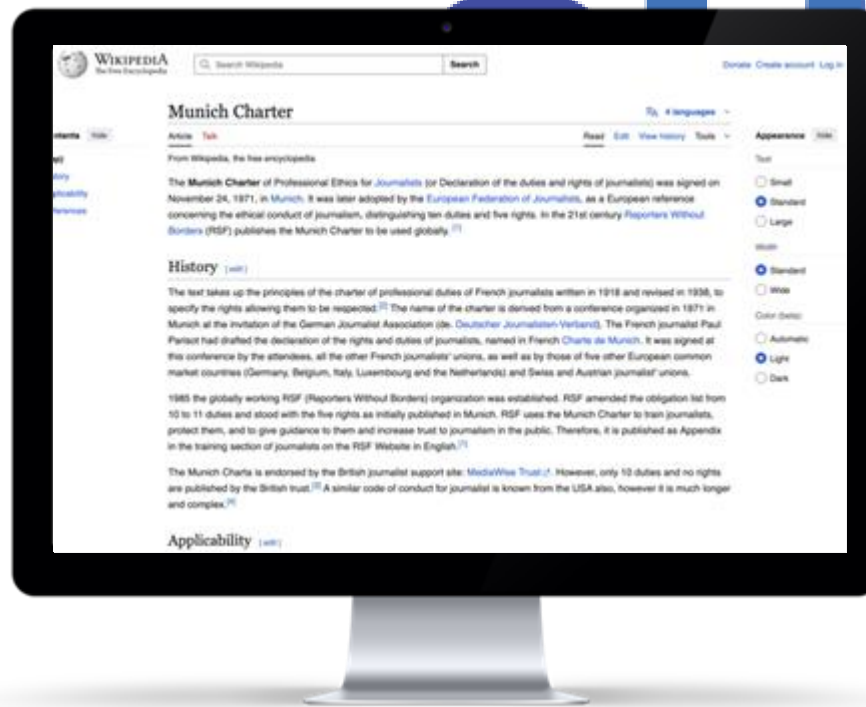 WIKIPEDIA
The Free Encyclopedia
Search Wikipedia
Search
Donate Create account Log in
Munich Charter
4 languages
Article Talk
Read Edit View history Tools
From Wikipedia, the free encyclopedia
The Munich Charter of Professional Ethics for Journalists (or Declaration of the duties and rights of journalists) was signed on
November 24, 1971, in Munich. It was later adopted by the European Federation of Journalists, as a European reference
concerning the ethical conduct of journalism, distinguishing ten duties and five rights. In the 21st century Reporters Without
Borders (RSF) publishes the Munich Charter to be used globally. [1]
History [edit]
The text takes up the principles of the charter of professional duties of French journalists written in 1918 and revised in 1938, to
specify the rights allowing them to be respected.[2] The name of the charter is derived from a conference organized in 1971 in
Munich at the invitation of the German Journalist Association (de. Deutscher Journalisten-Verband). The French journalist Paul
Parisot had drafted the declaration of the rights and duties of journalists, named in French Charte de Munich. It was signed at
this conference by the attendees, all the other French journalists' unions, as well as by those of five other European common
market countries (Germany, Belgium, Italy, Luxembourg and the Netherlands) and Swiss and Austrian journalist' unions.
1985 the globally working RSF (Reporters Without Borders) organization was established. RSF amended the obligation list from
10 to 11 duties and stood with the five rights as initially published in Munich. RSF uses the Munich Charter to train journalists,
protect them, and to give guidance to them and increase trust to journalism in the public. Therefore, it is published as Appendix
in the training section of journalists on the RSF Website in English.[1]
The Munich Charta is endorsed by the British journalist support site: MediaWise Trust. However, only 10 duties and no rights
are published by the British trust.[3] A similar code of conduct for journalist is known from the USA also, however it is much longer
and complex.[4]
Applicability [edit]
ntents hide
p)
tory
plicability
ferences
Appearance hide
Text
Small
Standard
Large
Width
Standard
Wide
Color (beta)
Automatic
Light
Dark